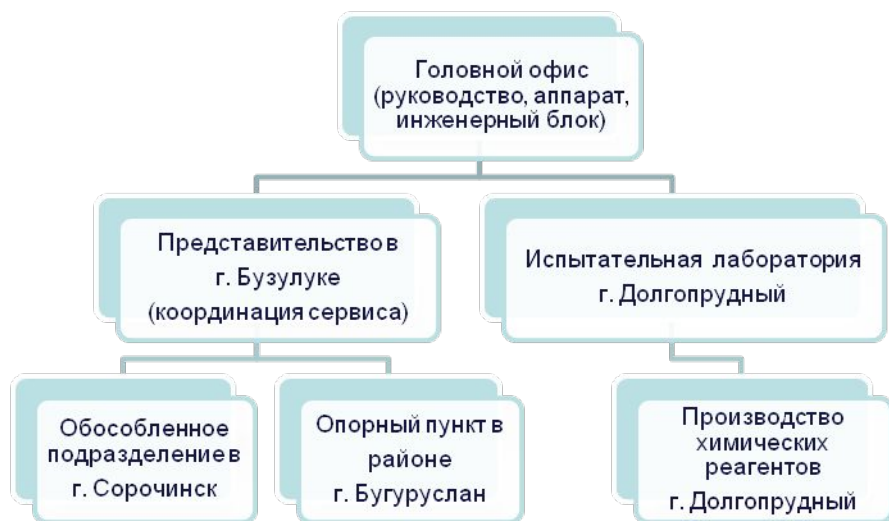 Головной офис
(руководство, аппарат,
инженерный блок)
Представительство в
г. Бузулуке
(координация сервиса)
Испытательная лаборатория
г. Долгопрудный
Обособленное
подразделение в
г. Сорочинск
Опорный пункт в
районе
г. Бугуруслан
Производство
химических
реагентов
г. Долгопрудный